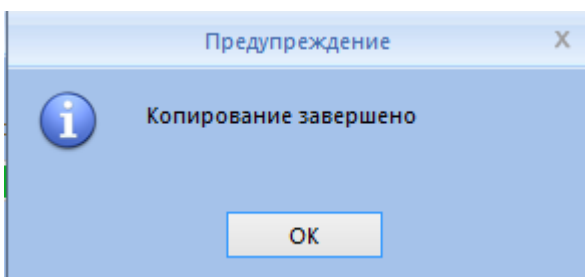 Предупреждение
X
Копирование завершено
OK